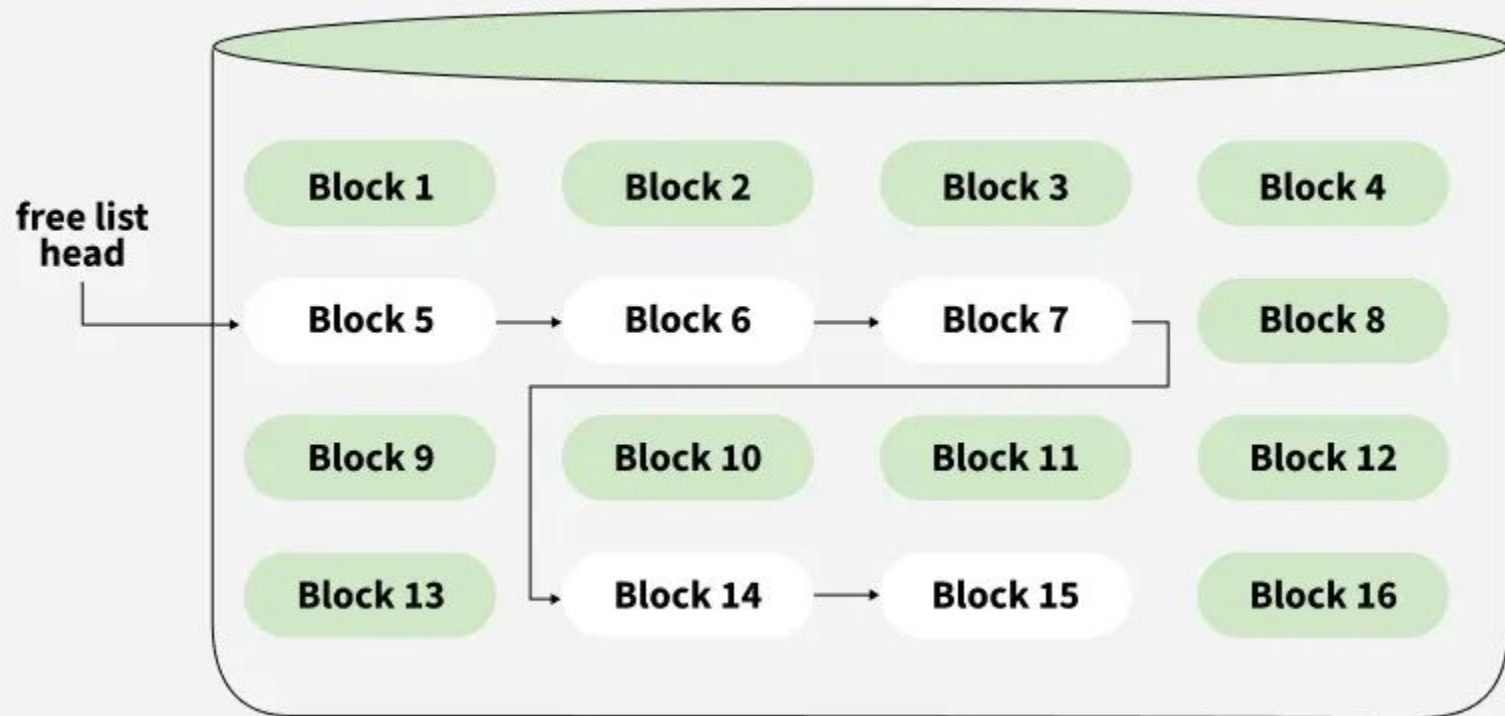 Block 1
Block 2
Block 3
Block 4
free list
head
Block 5
Block 6
Block 7
Block 8
Block 9
Block 10
Block 11
Block 12
Block 13
Block 14
Block 15
Block 16